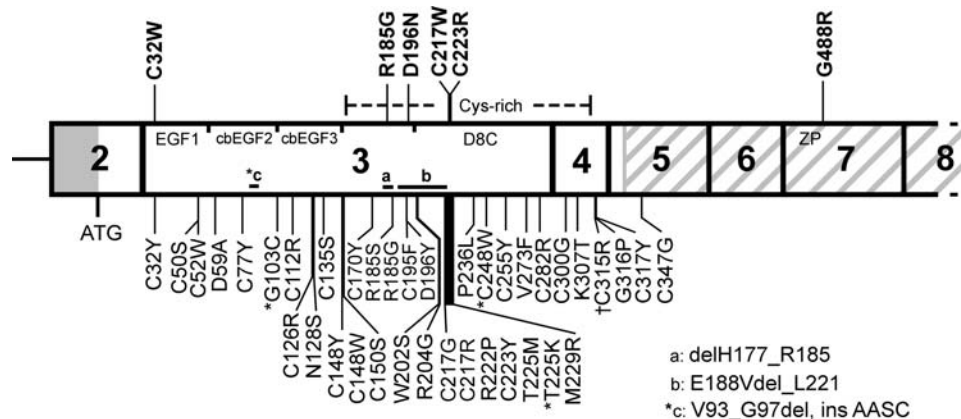 C32W
R185G
D196N
C217W
C223R
G488R
Cys-rich
EGF1
cbEGF2
cbEGF3
D8C
ZP
2
3
4
5
6
7
8
*c
a
b
ATG
C32Y
C50S
C52W
D59A
C77Y
*G103C
C112R
C126R
N128S
C135S
C148Y
C148W
C150S
C170Y
R185S
R185G
C195F
D196Y
W202S
R204G
C217G
C217R
R222P
C223Y
T225M
*T225K
M229R
P236L
*C248W
C255Y
V273F
C282R
C300G
K307T
†C315R
G316P
C317Y
C347G
a: delH177_R185
b: E188Vdel_L221
*c: V93_G97del, ins AASC